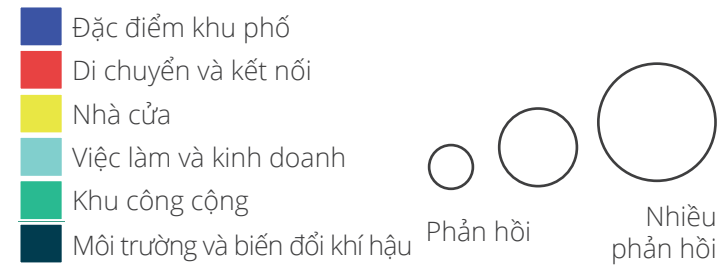 Đặc điểm khu phố
Di chuyển và kết nối
Nhà cửa
Việc làm và kinh doanh
Khu công cộng
Môi trường và biến đổi khí hậu
Phản hồi
Nhiều
phản hồi